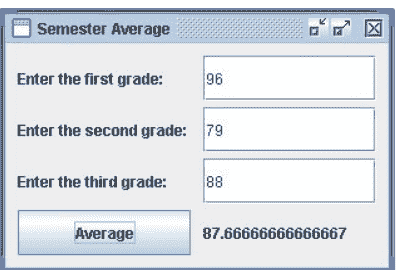 Semester Average
Enter the first grade: 96
Enter the second grade: 79
Enter the third grade: 88
Average 87.66666666666667